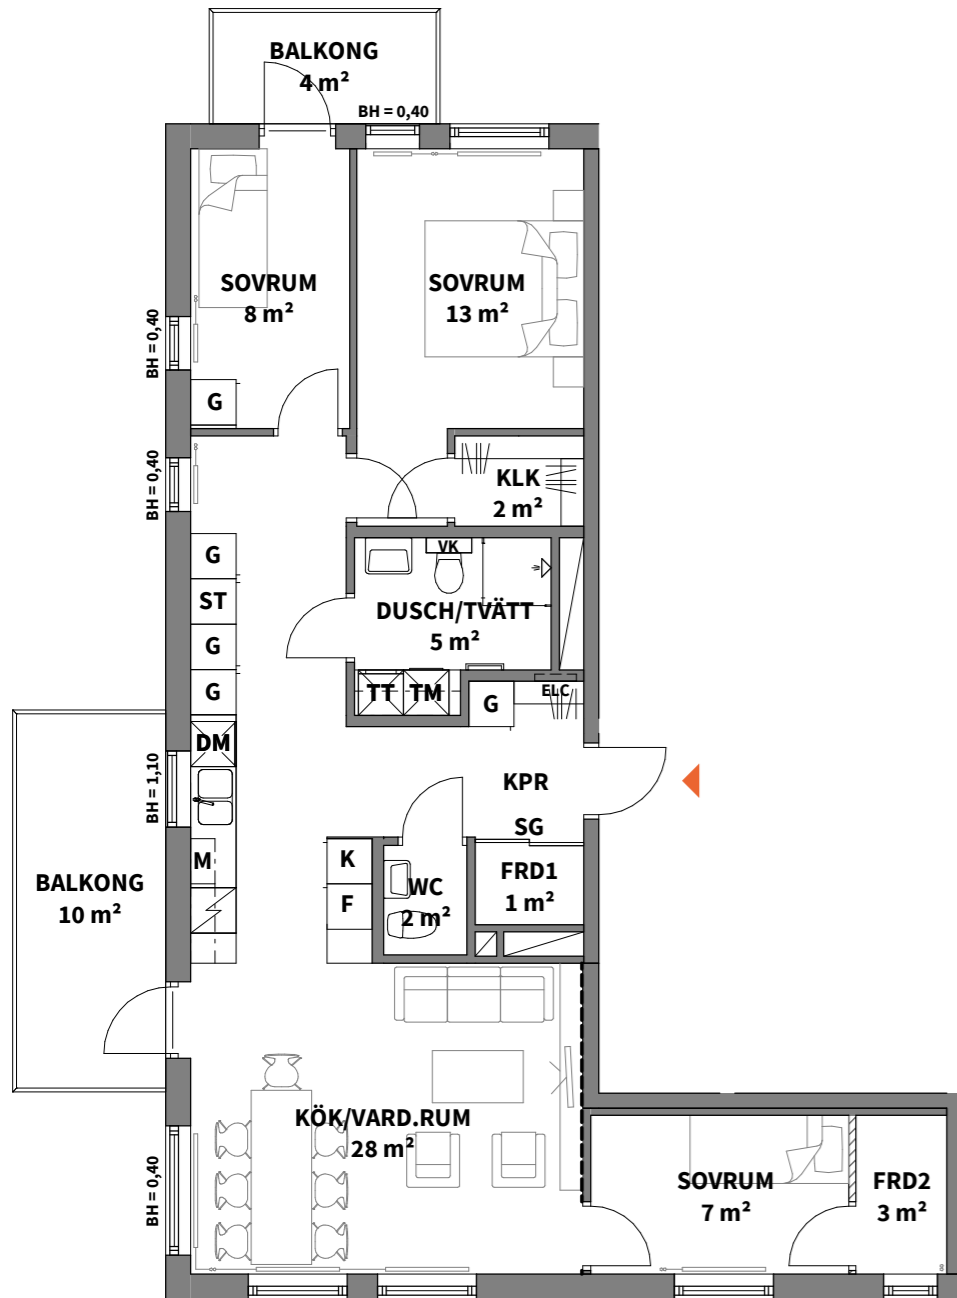 BALKONG
4 m²
BH = 0,40
SOVRUM
8 m²
SOVRUM
13 m²
BH = 0,40
G
BH = 0,40
KLK
2 m²
G
ST
G
G
VK
DUSCH/TVÄTT
5 m²
TT
TM
G
ELC
DM
BH = 1,10
KPR
SG
M
K
F
WC
2 m²
FRD1
1 m²
BALKONG
10 m²
KÖK/VARD.RUM
28 m²
BH = 0,40
SOVRUM
7 m²
FRD2
3 m²